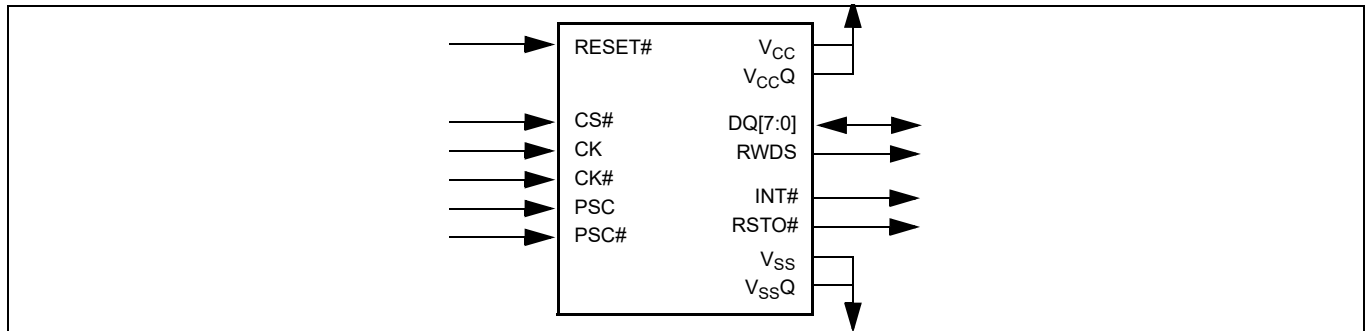 RESET#
CS#
CK
CK#
PSC
PSC#
VCC
VCCQ
DQ[7:0]
RWDS
INT#
RSTO#
VSS
VSSQ